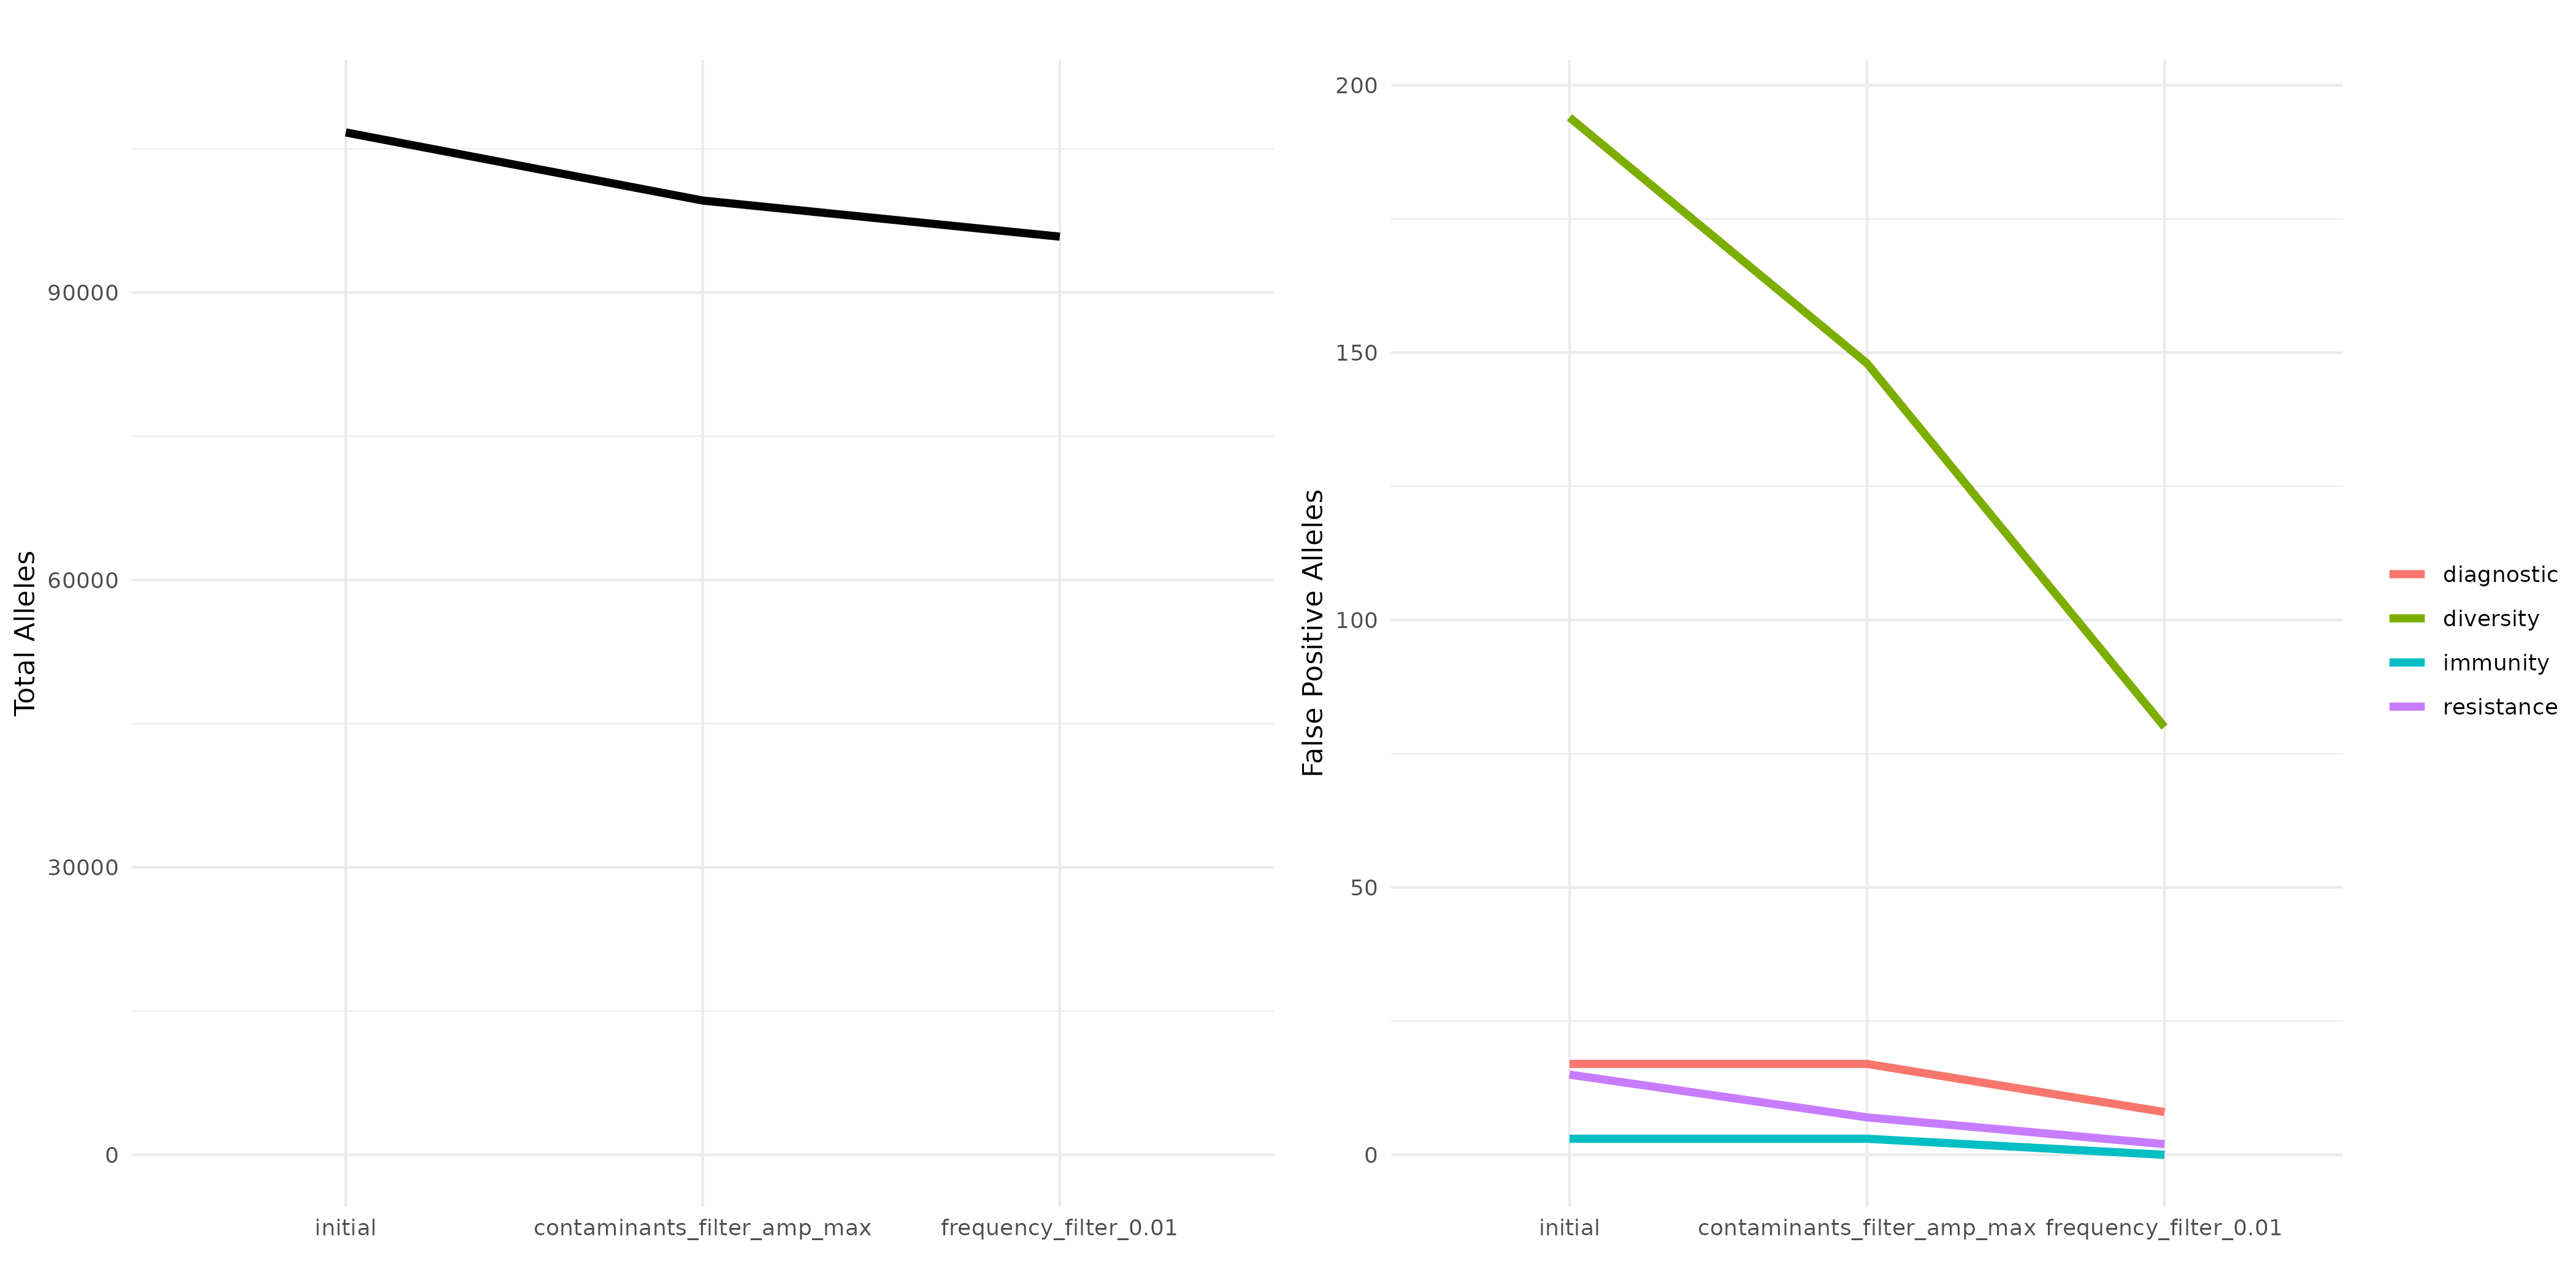 Total Alleles
90000
60000
30000
0
initial
contaminants_filter_amp_max
frequency_filter_0.01
False Positive Alleles
200
150
100
50
0
initial
contaminants_filter_amp_max
frequency_filter_0.01
diagnostic
diversity
immunity
resistance